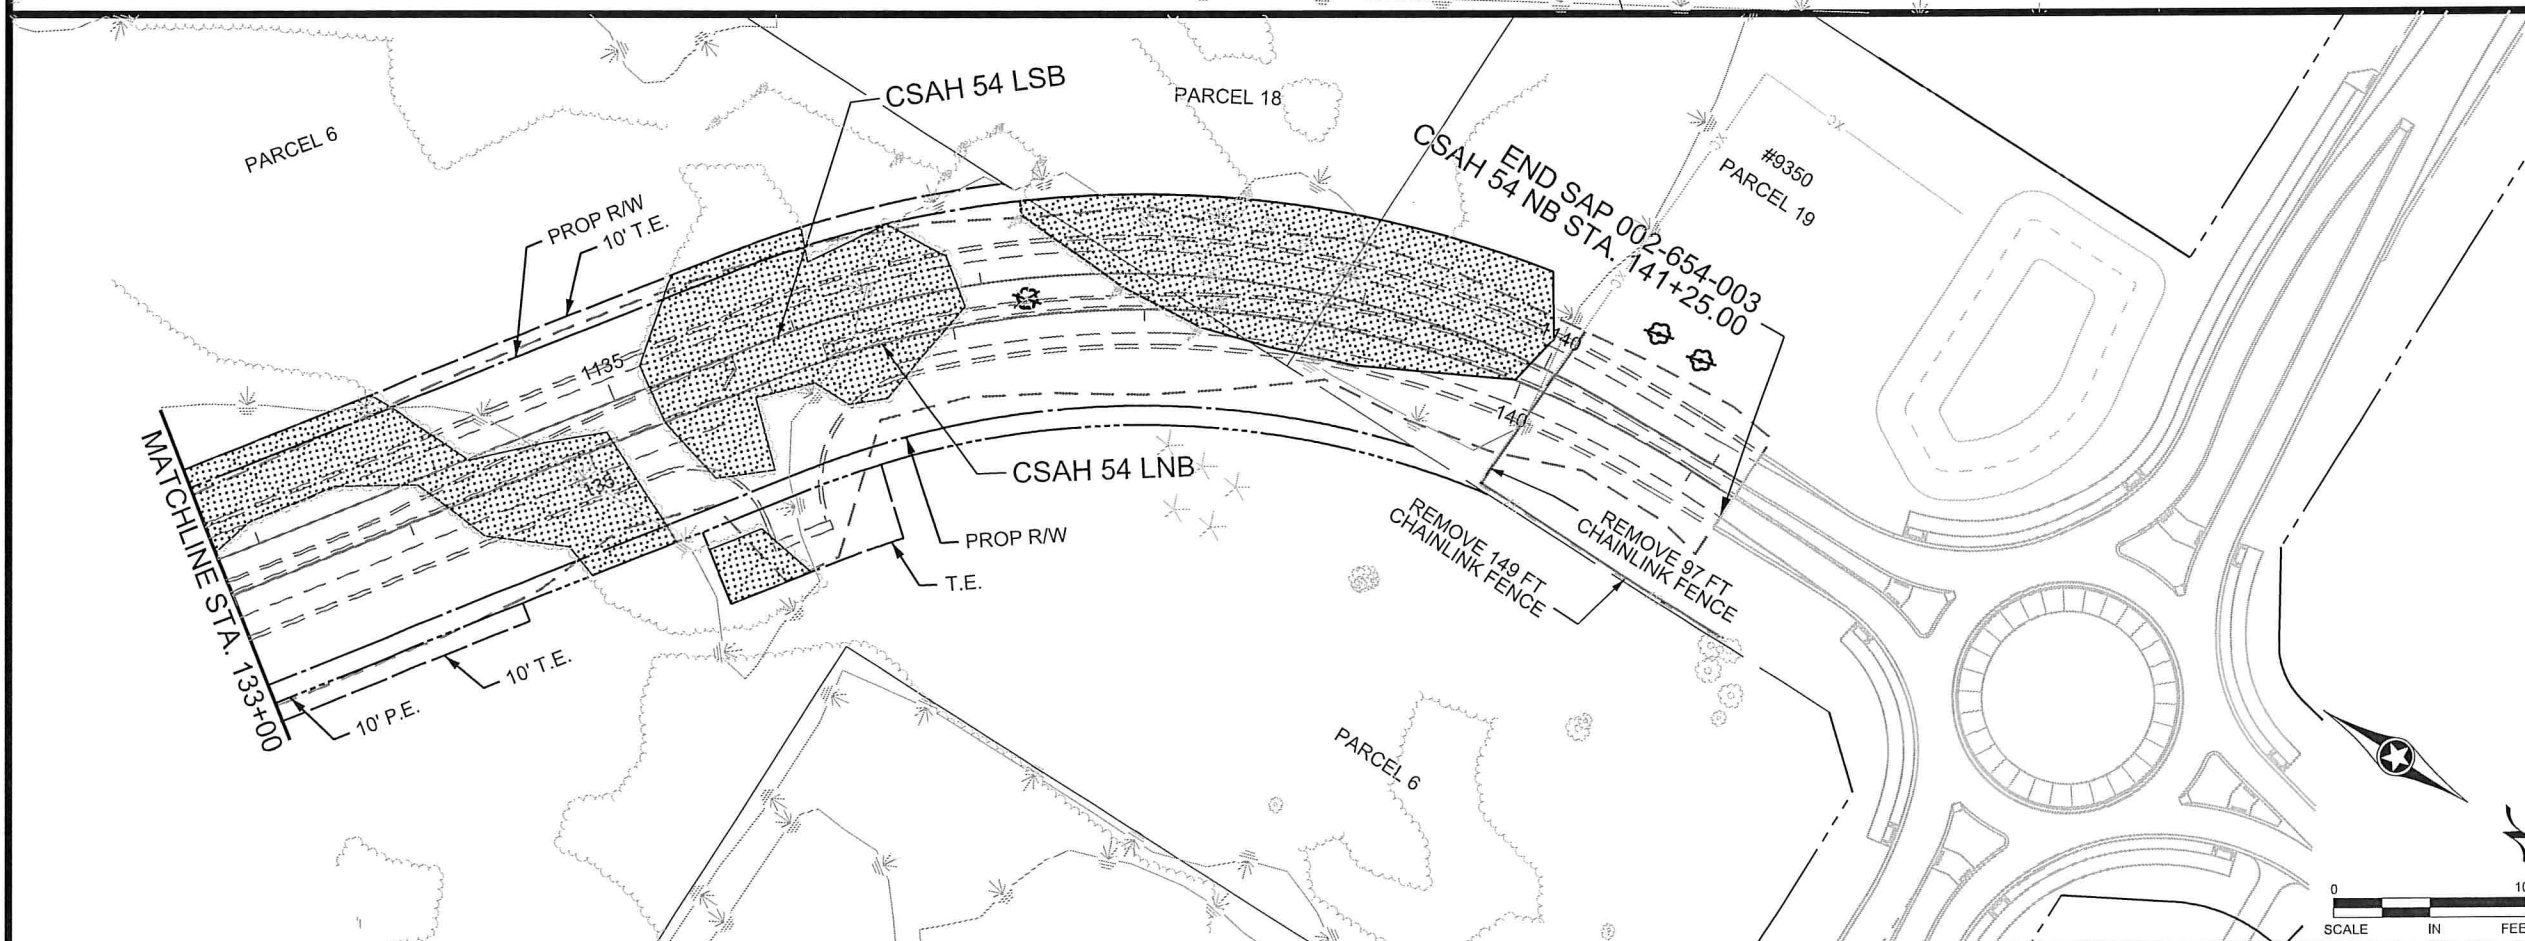 CSAH 54 LSB
PARCEL 18
PARCEL 6
#9350
PARCEL 19
END SAP 002-654-003
CSAH 54 NB STA. 141+25.00
PROP R/W
10' T.E.
1135
1140
140
135
CSAH 54 LNB
MATCHLINE STA. 133+00
PROP R/W
T.E.
REMOVE 97 FT
CHAINLINK FENCE
REMOVE 149 FT
CHAINLINK FENCE
10' T.E.
10' P.E.
PARCEL 6
0
SCALE IN